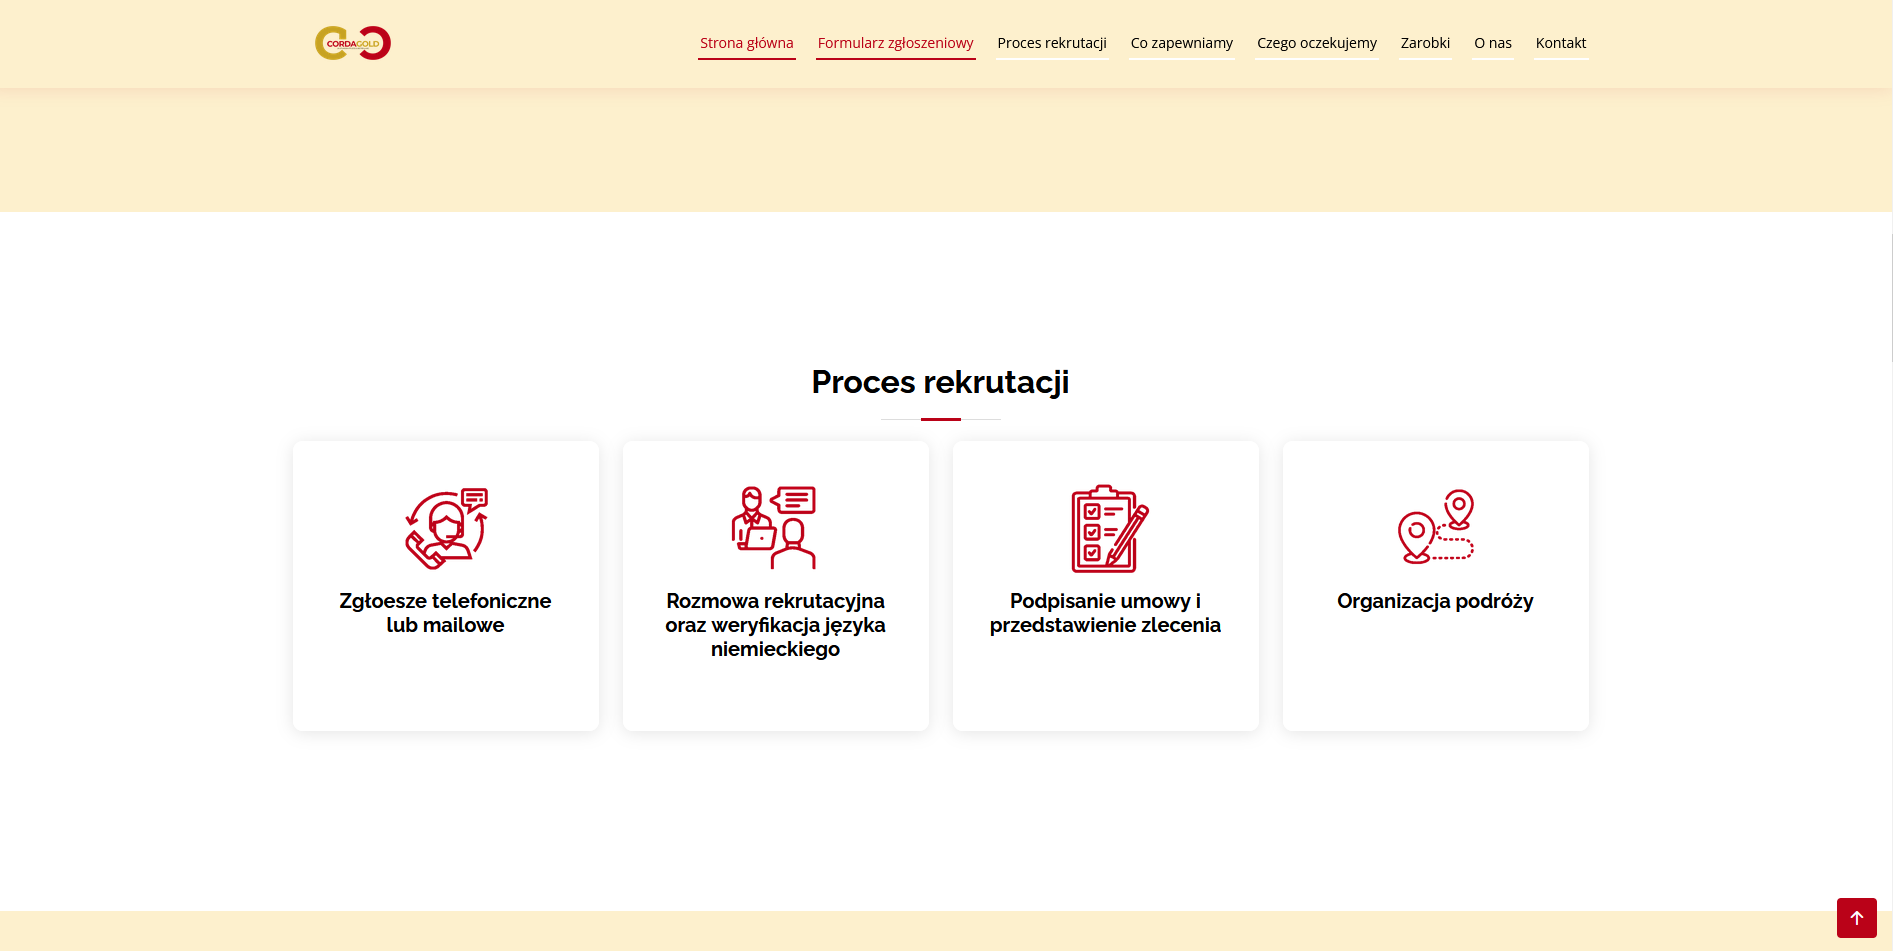 CORDAGOLD
Strona główna
Formularz zgłoszeniowy
Proces rekrutacji
Co zapewniamy
Czego oczekujemy
Zarobki
O nas
Kontakt
Proces rekrutacji
Zgłoesze telefoniczne
lub mailowe
Rozmowa rekrutacyjna
oraz weryfikacja języka
niemieckiego
Podpisanie umowy i
przedstawienie zlecenia
Organizacja podróży